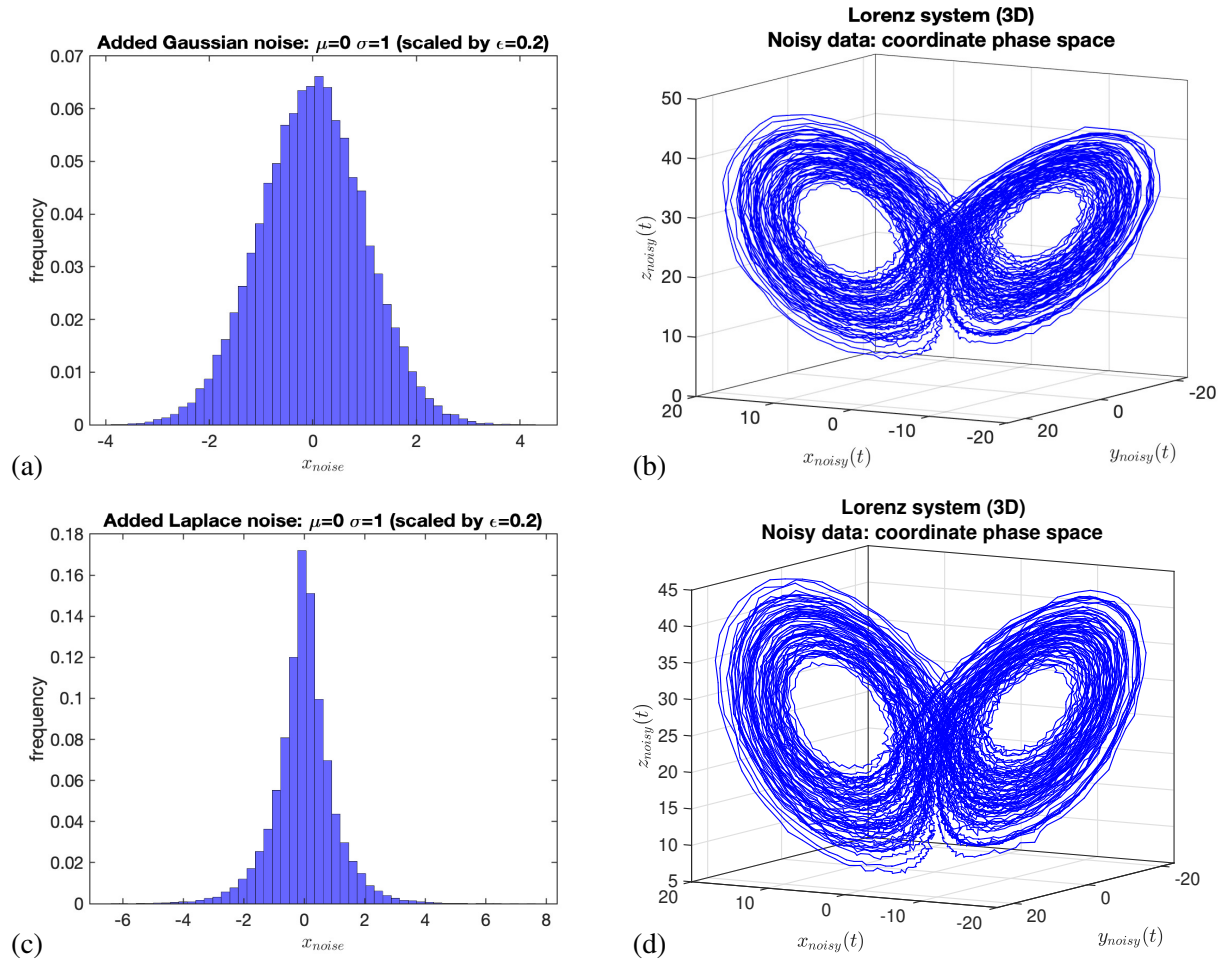 Added Gaussian noise: μ=0 σ=1 (scaled by ϵ=0.2)
0.07
0.06
0.05
0.04
0.03
0.02
0.01
0
frequency
-4 -2 0 2 4
x_noise
(a)
Lorenz system (3D)
Noisy data: coordinate phase space
50
40
30
20
10
0
z_noisy(t)
20 10 0 -10 -20
x_noisy(t)
20 0 -20
y_noisy(t)
(b)
Added Laplace noise: μ=0 σ=1 (scaled by ϵ=0.2)
0.18
0.16
0.14
0.12
0.1
0.08
0.06
0.04
0.02
0
frequency
-6 -4 -2 0 2 4 6 8
x_noise
(c)
Lorenz system (3D)
Noisy data: coordinate phase space
45
40
35
30
25
20
15
10
5
z_noisy(t)
20 10 0 -10 -20
x_noisy(t)
20 0 -20
y_noisy(t)
(d)